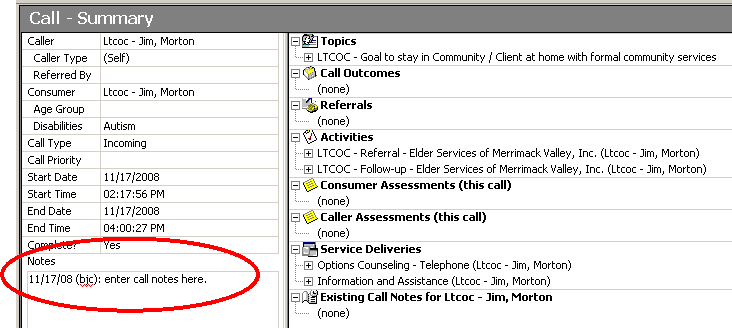 Call - Summary
Caller Ltcoc - Jim, Morton
Caller Type (Self)
Referred By
Consumer Ltcoc - Jim, Morton
Age Group
Disabilities Autism
Call Type Incoming
Call Priority
Start Date 11/17/2008
Start Time 02:17:56 PM
End Date 11/17/2008
End Time 04:00:27 PM
Complete? Yes
Notes
11/17/08 (bjc): enter call notes here.
Topics
LTCOC - Goal to stay in Community / Client at home with formal community services
Call Outcomes
(none)
Referrals
(none)
Activities
LTCOC - Referral - Elder Services of Merrimack Valley, Inc. (Ltcoc - Jim, Morton)
LTCOC - Follow-up - Elder Services of Merrimack Valley, Inc. (Ltcoc - Jim, Morton)
Consumer Assessments (this call)
(none)
Caller Assessments (this call)
(none)
Service Deliveries
Options Counseling - Telephone (Ltcoc - Jim, Morton)
Information and Assistance (Ltcoc - Jim, Morton)
Existing Call Notes for Ltcoc - Jim, Morton
(none)